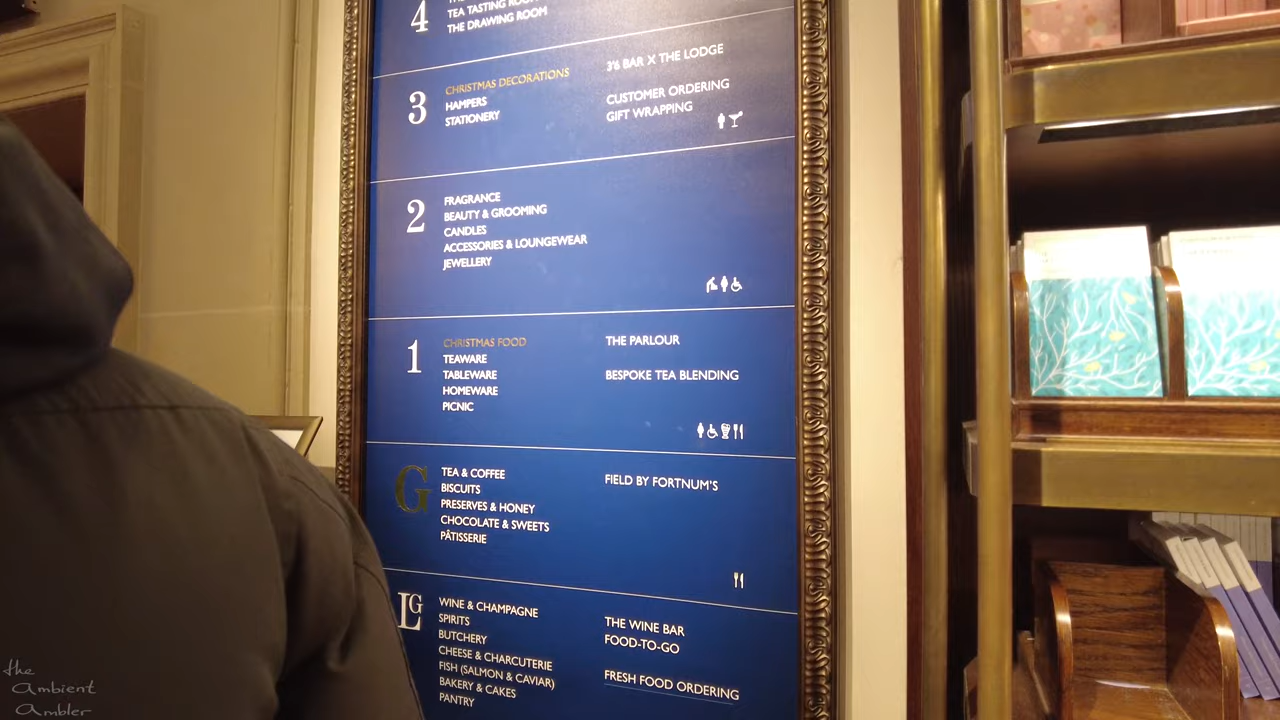 4
TEA TASTING ROOM
THE DRAWING ROOM
3
CHRISTMAS DECORATIONS
HAMPERS
STATIONERY
3'6 BAR X THE LODGE
CUSTOMER ORDERING
GIFT WRAPPING
2
FRAGRANCE
BEAUTY & GROOMING
CANDLES
ACCESSORIES & LOUNGEWEAR
JEWELLERY
1
CHRISTMAS FOOD
TEAWARE
TABLEWARE
HOMEWARE
PICNIC
THE PARLOUR
BESPOKE TEA BLENDING
G
TEA & COFFEE
BISCUITS
PRESERVES & HONEY
CHOCOLATE & SWEETS
PÂTISSERIE
FIELD BY FORTNUM'S
LG
WINE & CHAMPAGNE
SPIRITS
BUTCHERY
CHEESE & CHARCUTERIE
FISH (SALMON & CAVIAR)
BAKERY & CAKES
PANTRY
THE WINE BAR
FOOD-TO-GO
FRESH FOOD ORDERING
the
Ambient
Ambler